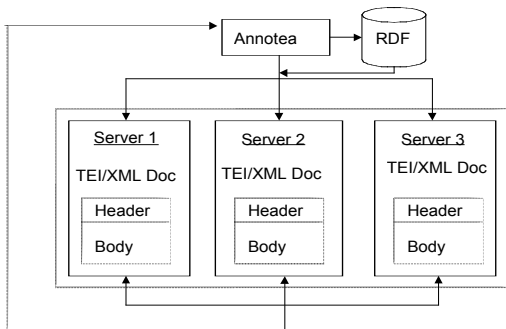 Annotea
RDF
Server 1
TEI/XML Doc
Header
Body
Server 2
TEI/XML Doc
Header
Body
Server 3
TEI/XML Doc
Header
Body